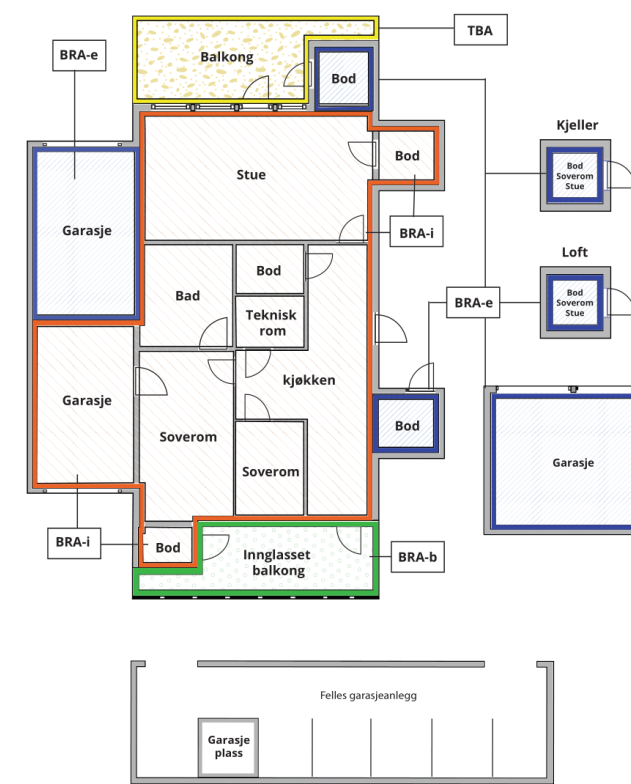 TBA
BRA-e
Balkong
Bod
Kjeller
Bod
Stue
Bod
Soverom
Stue
Garasje
BRA-i
Loft
Bod
Bad
Bod
Soverom
Stue
BRA-e
Teknisk
rom
kjøkken
Garasje
Bod
Soverom
Garasje
Soverom
BRA-i
Bod
Innglasset
balkong
BRA-b
Felles garasjeanlegg
Garasje
plass